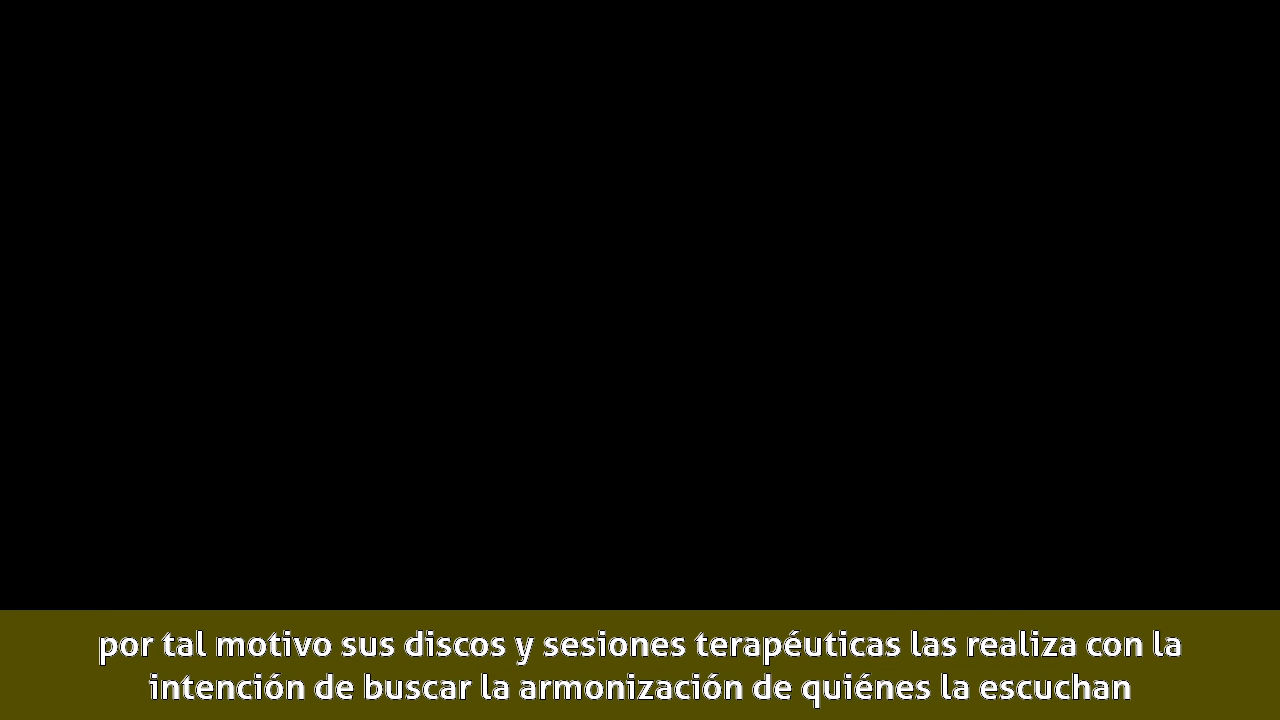 por tal motivo sus discos y sesiones terapéuticas las realiza con la
intención de buscar la armonización de quiénes la escuchan